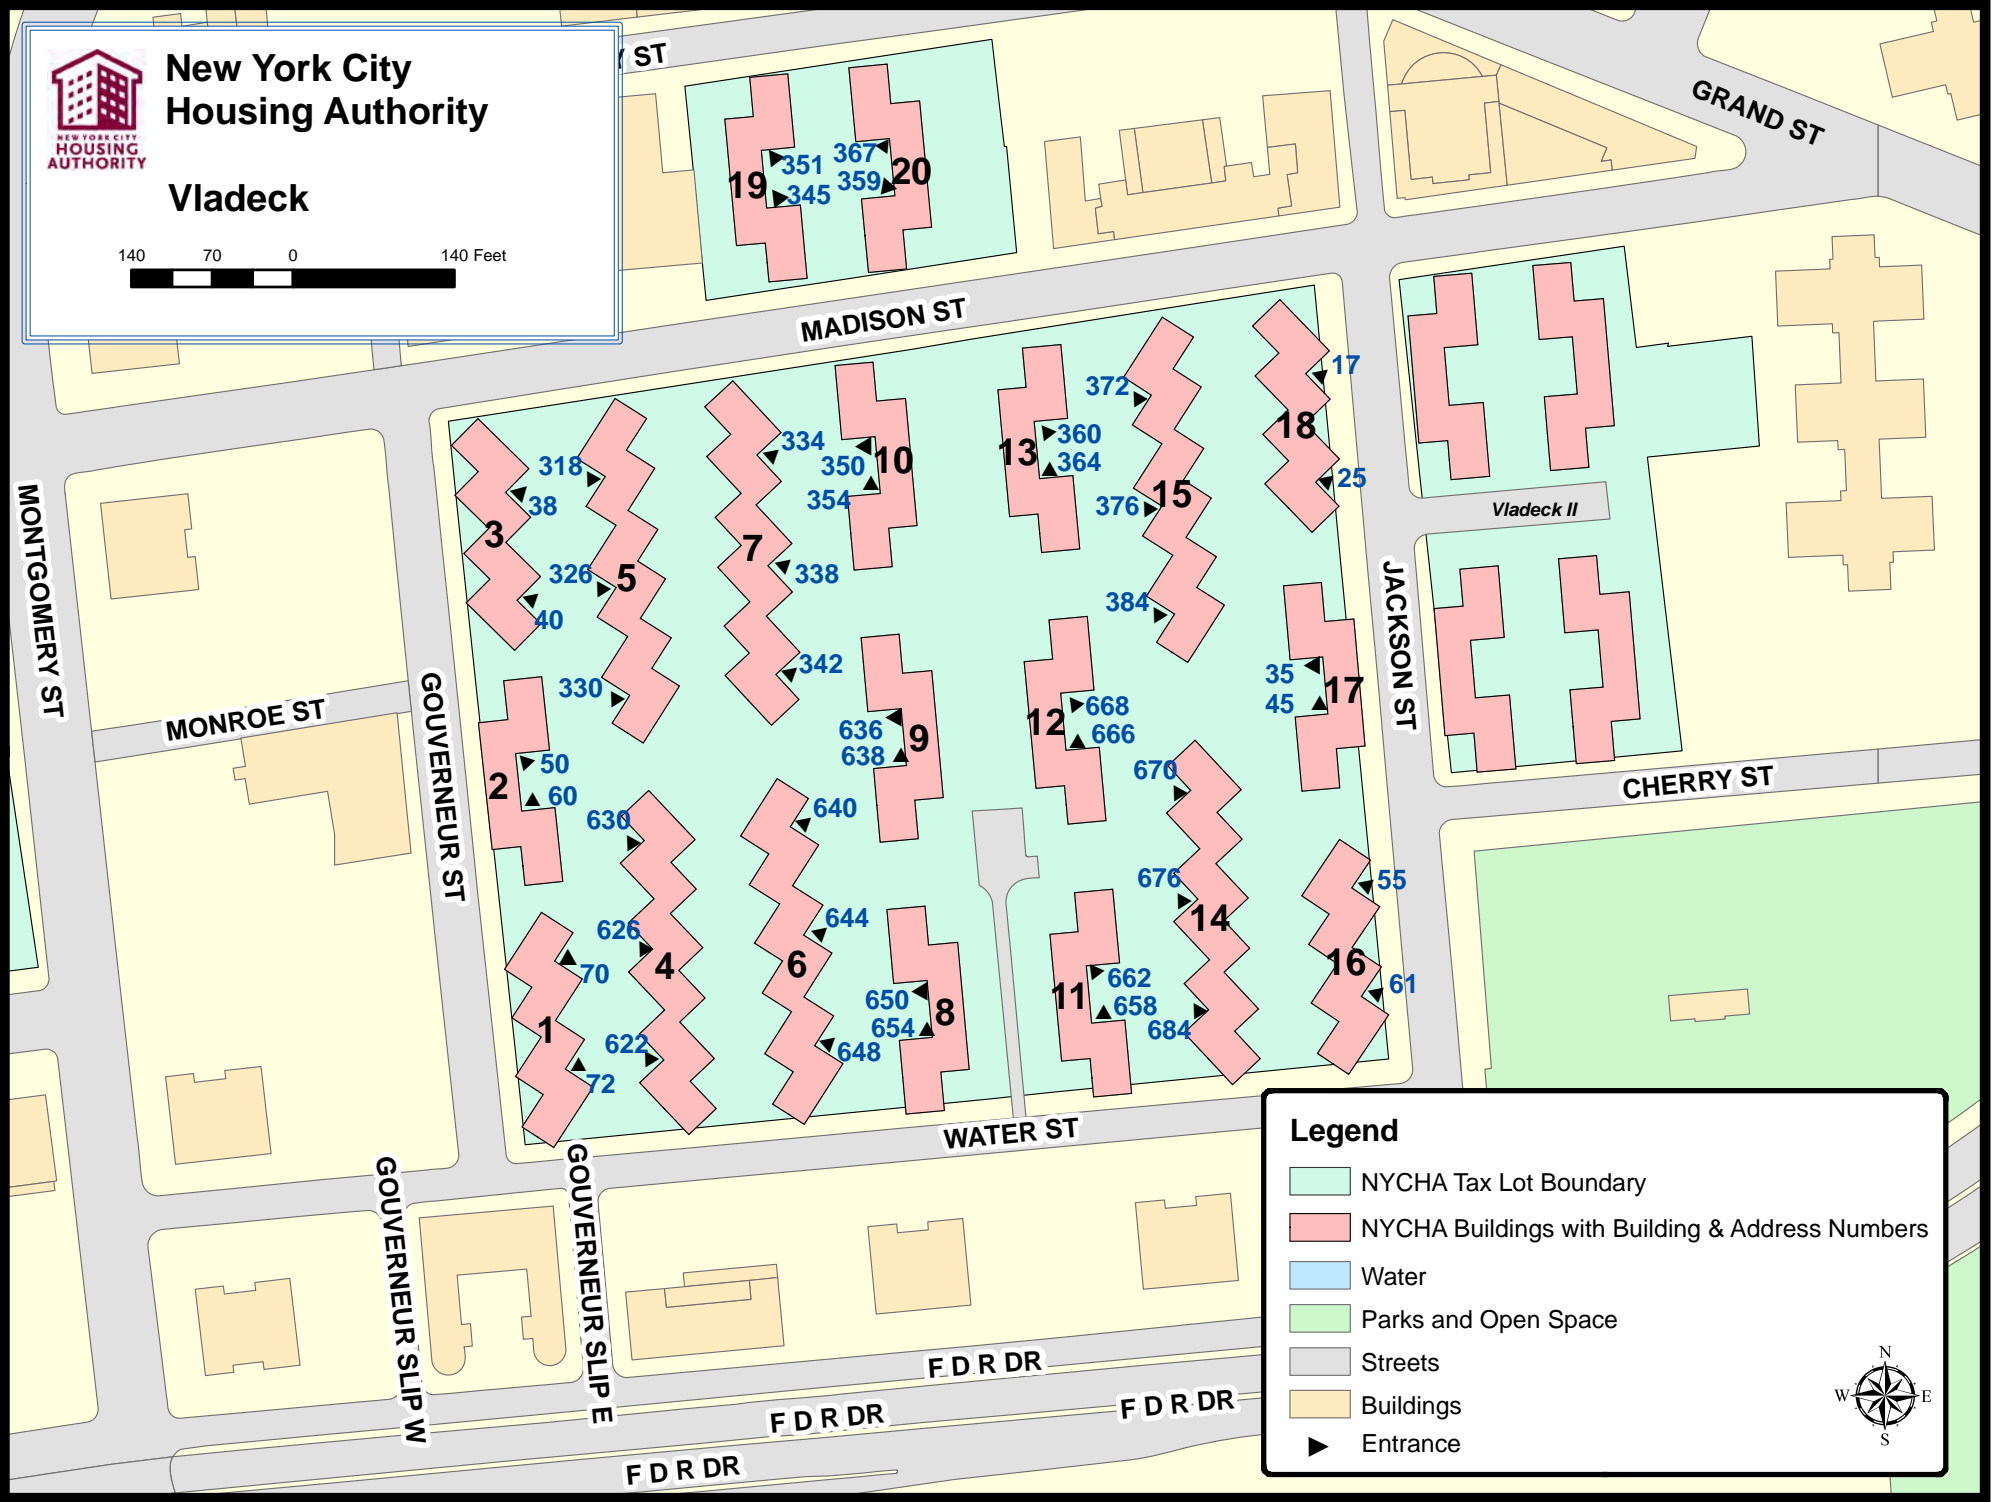 New York City
Housing Authority
NEW YORK CITY
HOUSING
AUTHORITY
Vladeck
140 70 0 140 Feet
ST
GRAND ST
MADISON ST
MONTGOMERY ST
MONROE ST
GOUVERNEUR ST
JACKSON ST
Vladeck II
CHERRY ST
WATER ST
GOUVERNEUR SLIP W
GOUVERNEUR SLIP E
F D R DR
F D R DR
F D R DR
F D R DR
19
351
345
367
359
20
3
38
40
318
326
330
5
334
338
342
7
350
354
10
13
360
364
372
376
384
15
17
25
18
2
50
60
636
638
9
12
668
666
35
45
17
1
70
72
630
626
622
4
640
644
648
6
650
654
8
11
662
658
670
676
684
14
55
61
16
Legend
NYCHA Tax Lot Boundary
NYCHA Buildings with Building & Address Numbers
Water
Parks and Open Space
Streets
Buildings
Entrance
N
W E
S